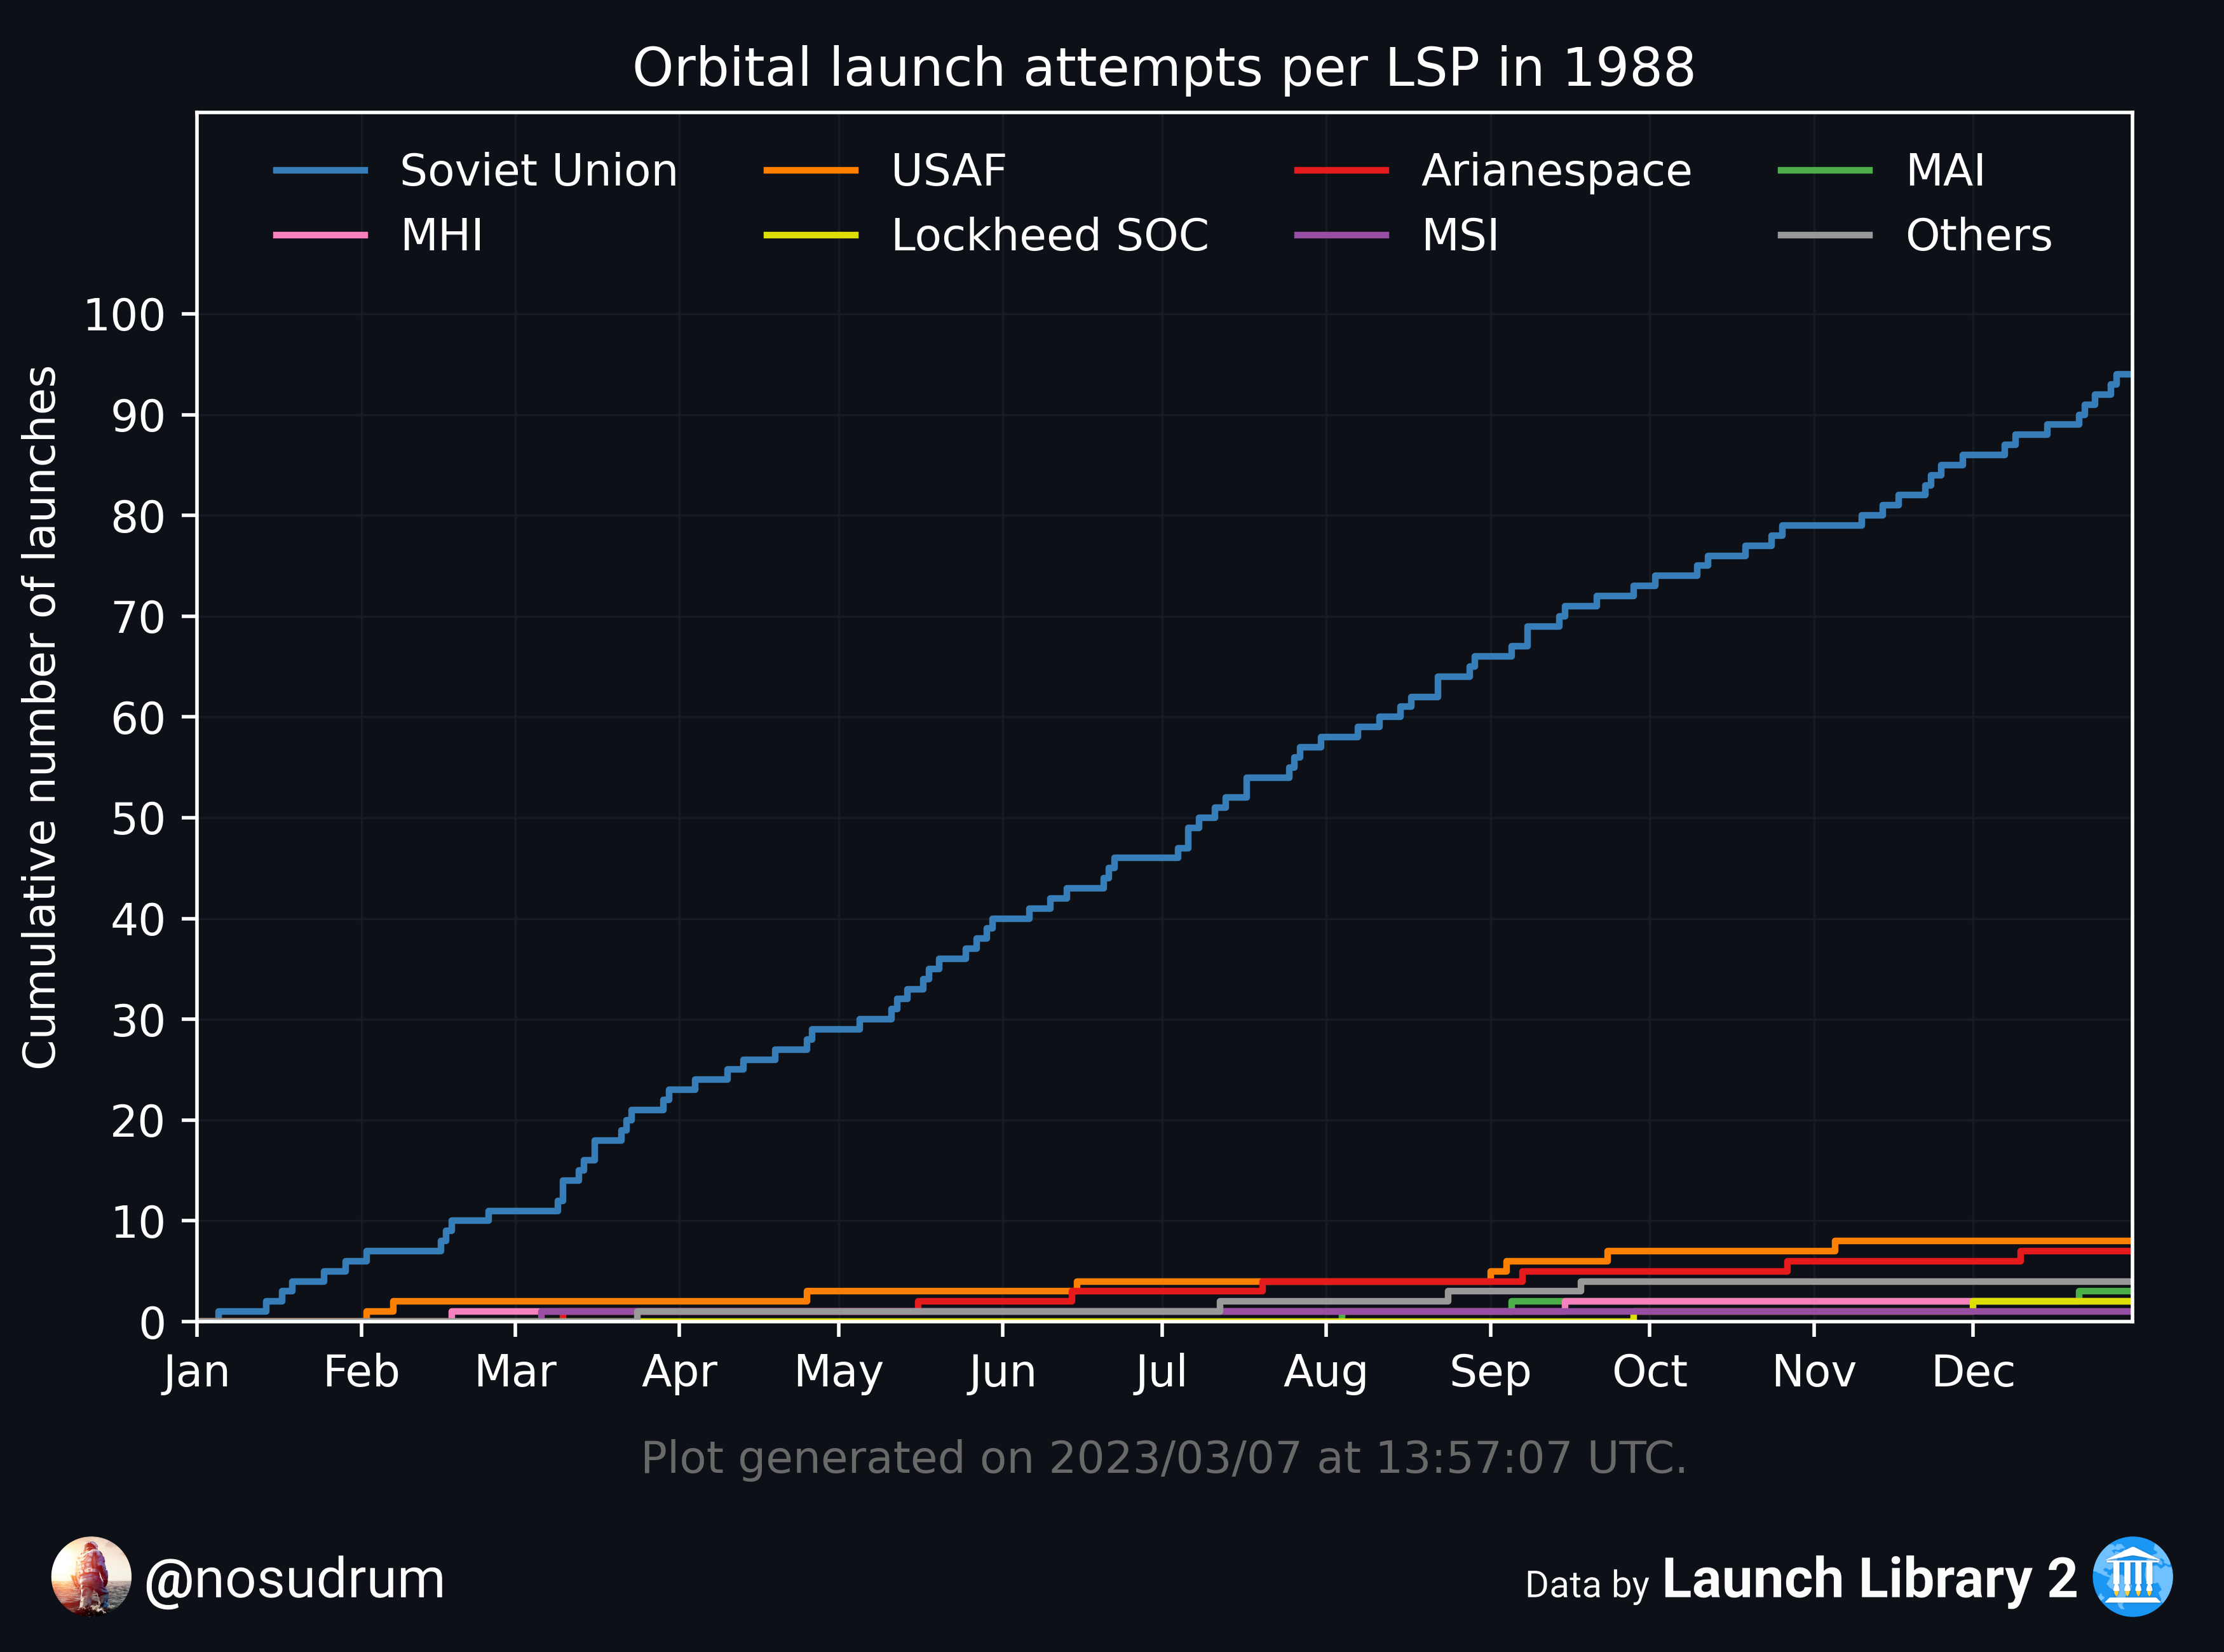 Orbital launch attempts per LSP in 1988
Soviet Union USAF Arianespace MAI
MHI Lockheed SOC MSI Others
Cumulative number of launches
100
90
80
70
60
50
40
30
20
10
0
Jan Feb Mar Apr May Jun Jul Aug Sep Oct Nov Dec
Plot generated on 2023/03/07 at 13:57:07 UTC.
@nosudrum
Data by Launch Library 2